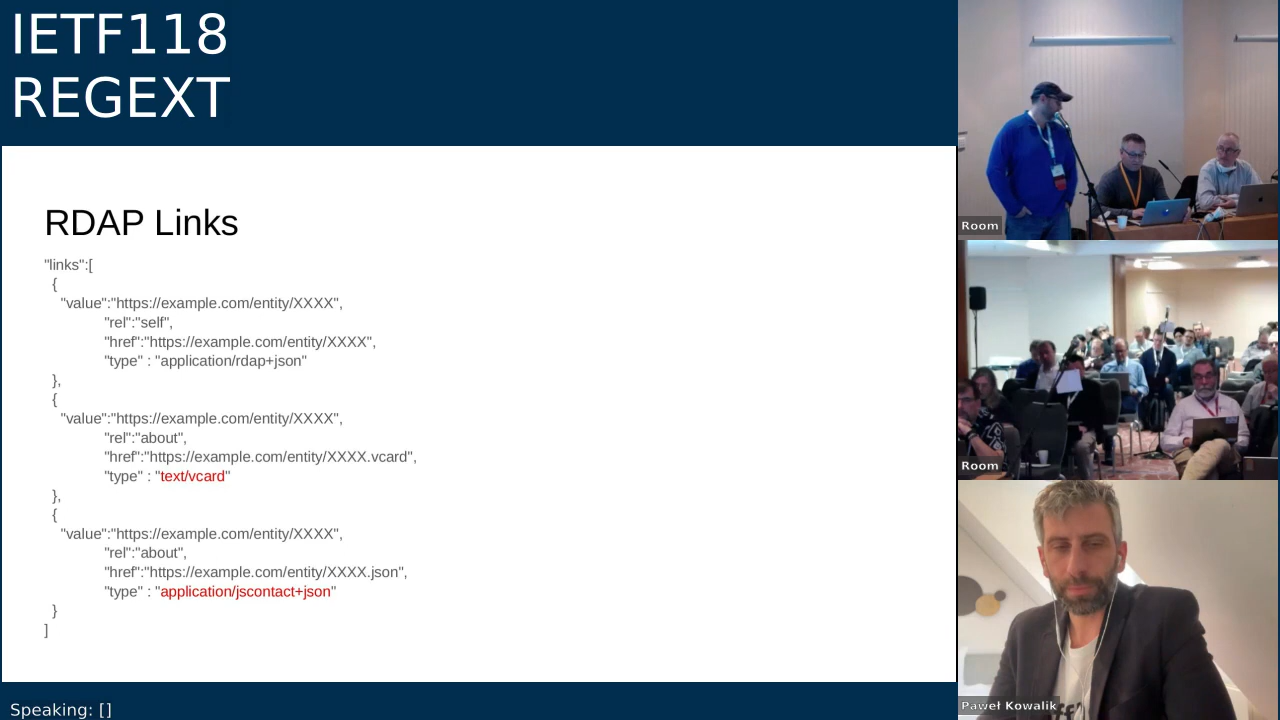 IETF118
REGEXT
RDAP Links
"links":[
{
"value":"https://example.com/entity/XXXX",
"rel":"self",
"href":"https://example.com/entity/XXXX",
"type" : "application/rdap+json"
},
{
"value":"https://example.com/entity/XXXX",
"rel":"about",
"href":"https://example.com/entity/XXXX.vcard",
"type" : "text/vcard"
},
{
"value":"https://example.com/entity/XXXX",
"rel":"about",
"href":"https://example.com/entity/XXXX.json",
"type" : "application/jscontact+json"
}
]
Speaking: []
Room
Room
Paweł Kowalik